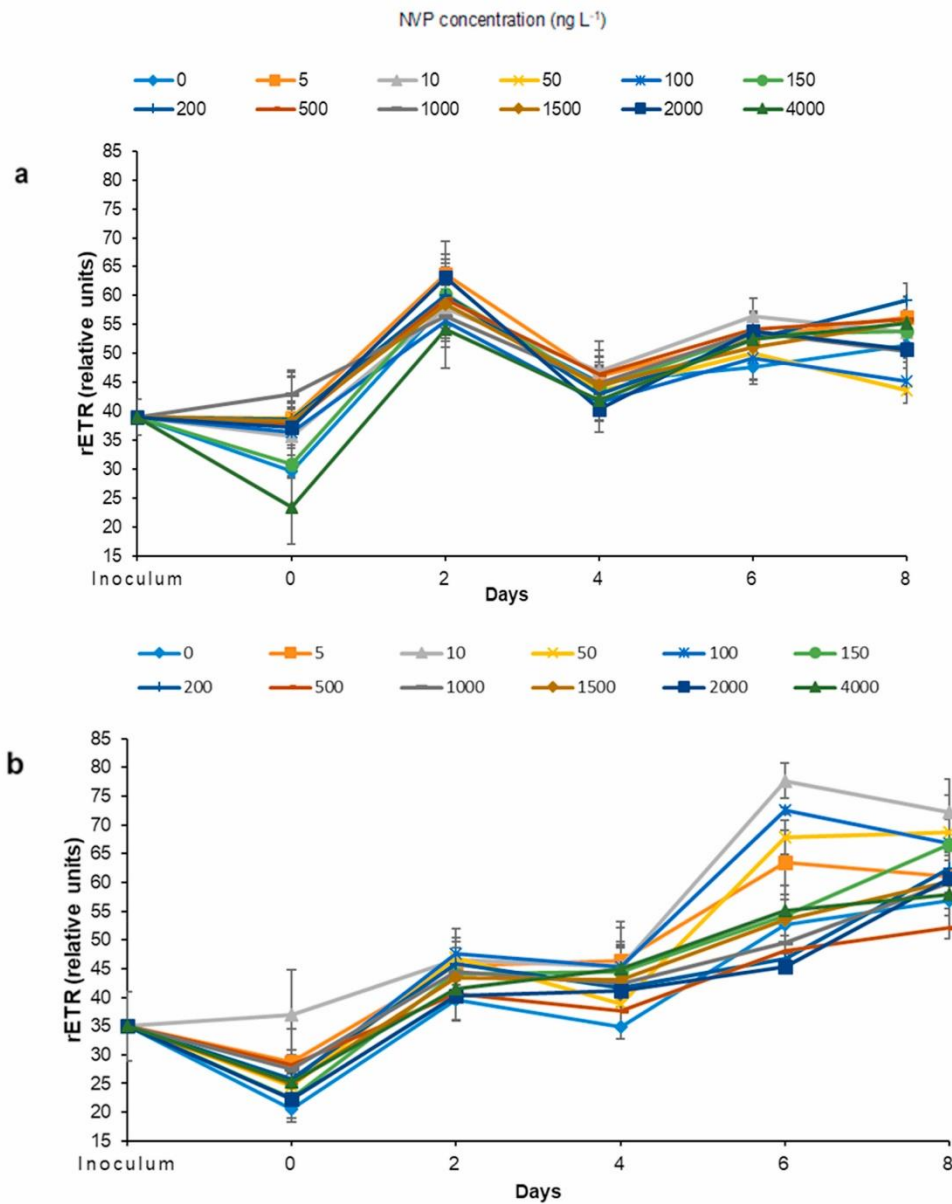 NVP concentration (ng L⁻¹)
0 5 10 50 100 150
200 500 1000 1500 2000 4000
a
85
80
75
70
65
60
55
50
45
40
35
30
25
20
15
rETR (relative units)
Inoculum 0 2 4 6 8
Days
0 5 10 50 100 150
200 500 1000 1500 2000 4000
b
85
80
75
70
65
60
55
50
45
40
35
30
25
20
15
rETR (relative units)
Inoculum 0 2 4 6 8
Days